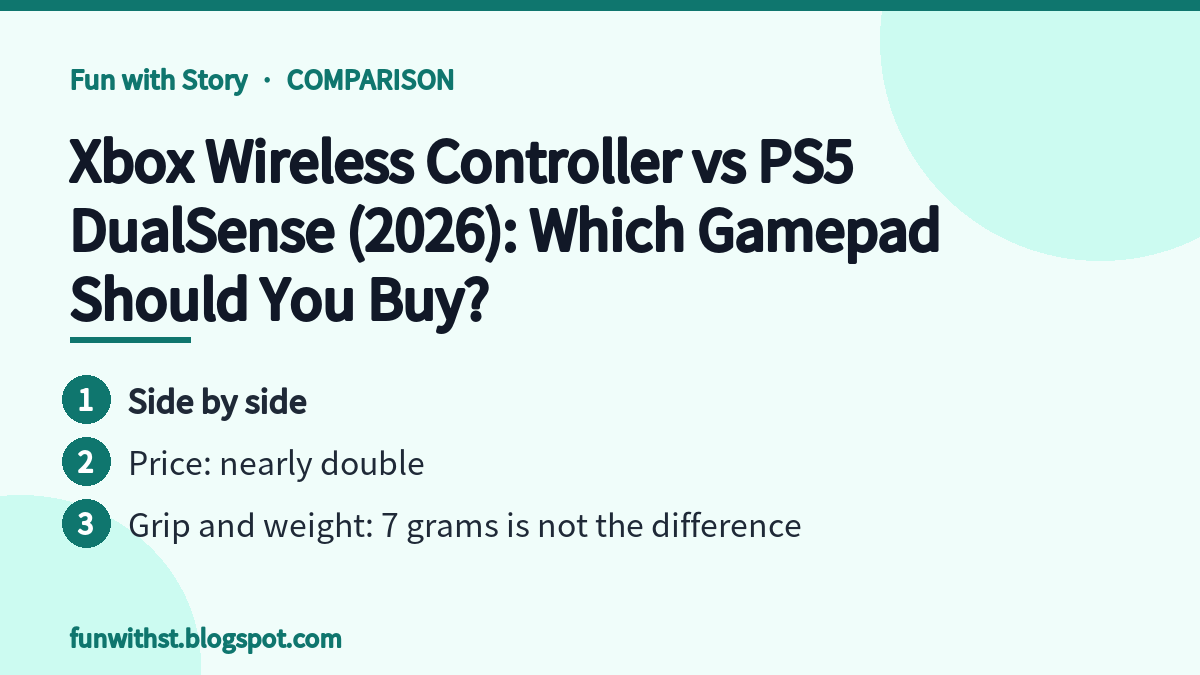 Fun with Story · COMPARISON
Xbox Wireless Controller vs PS5
DualSense (2026): Which Gamepad
Should You Buy?
1 Side by side
2 Price: nearly double
3 Grip and weight: 7 grams is not the difference
funwithst.blogspot.com